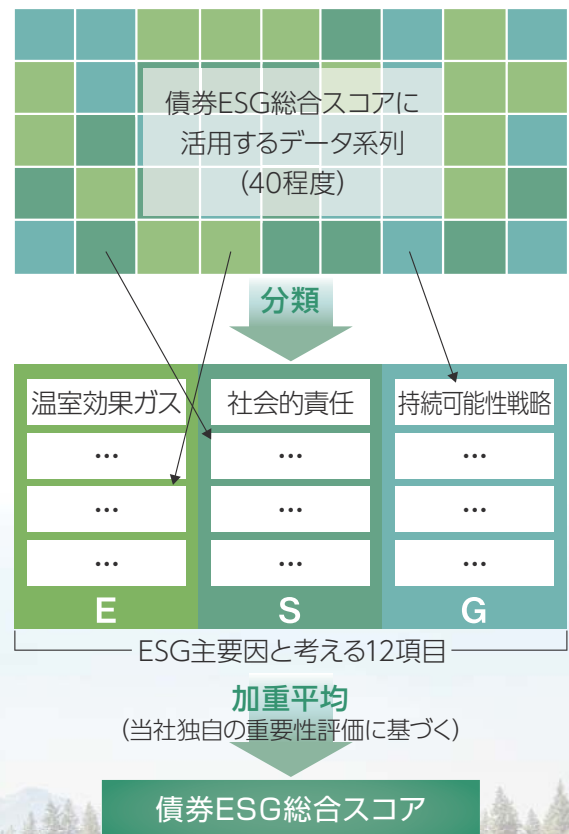 債券ESG総合スコアに
活用するデータ系列
(40程度)
分類
温室効果ガス 社会的責任 持続可能性戦略
… … …
… … …
… … …
E S G
ESG主要因と考える12項目
加重平均
(当社独自の重要性評価に基づく)
債券ESG総合スコア